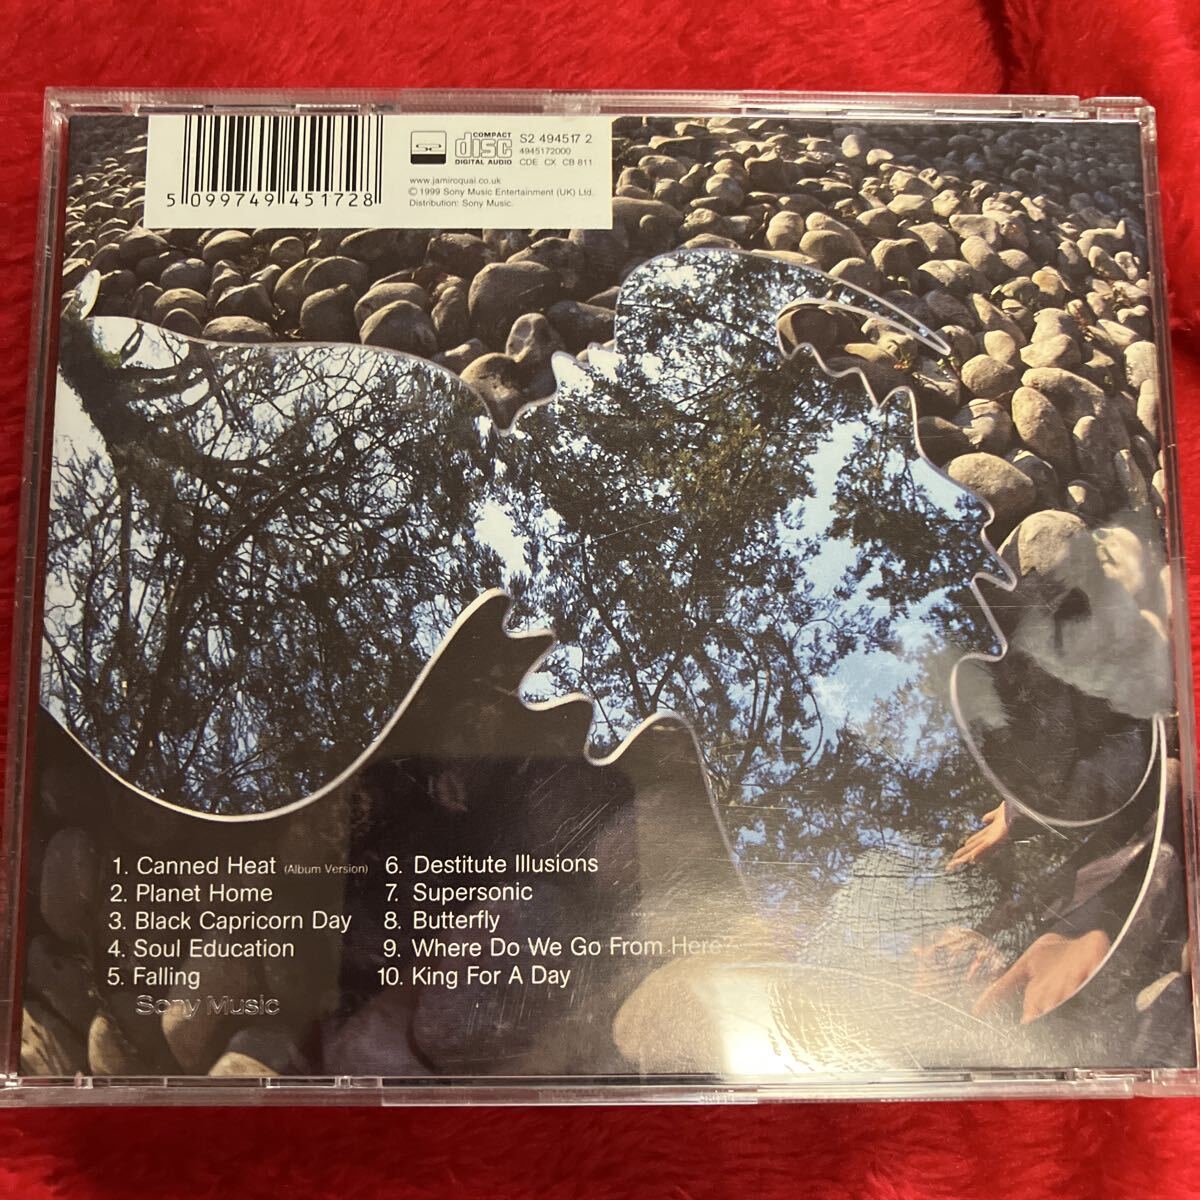 5 099749 451728
COMPACT
disc
DIGITAL AUDIO
S2 494517 2
4945172000
CDE CX CB 811
www.jamiroquai.co.uk
© 1999 Sony Music Entertainment (UK) Ltd.
Distribution: Sony Music.
1. Canned Heat (Album Version)
2. Planet Home
3. Black Capricorn Day
4. Soul Education
5. Falling
6. Destitute Illusions
7. Supersonic
8. Butterfly
9. Where Do We Go From Here?
10. King For A Day
Sony Music